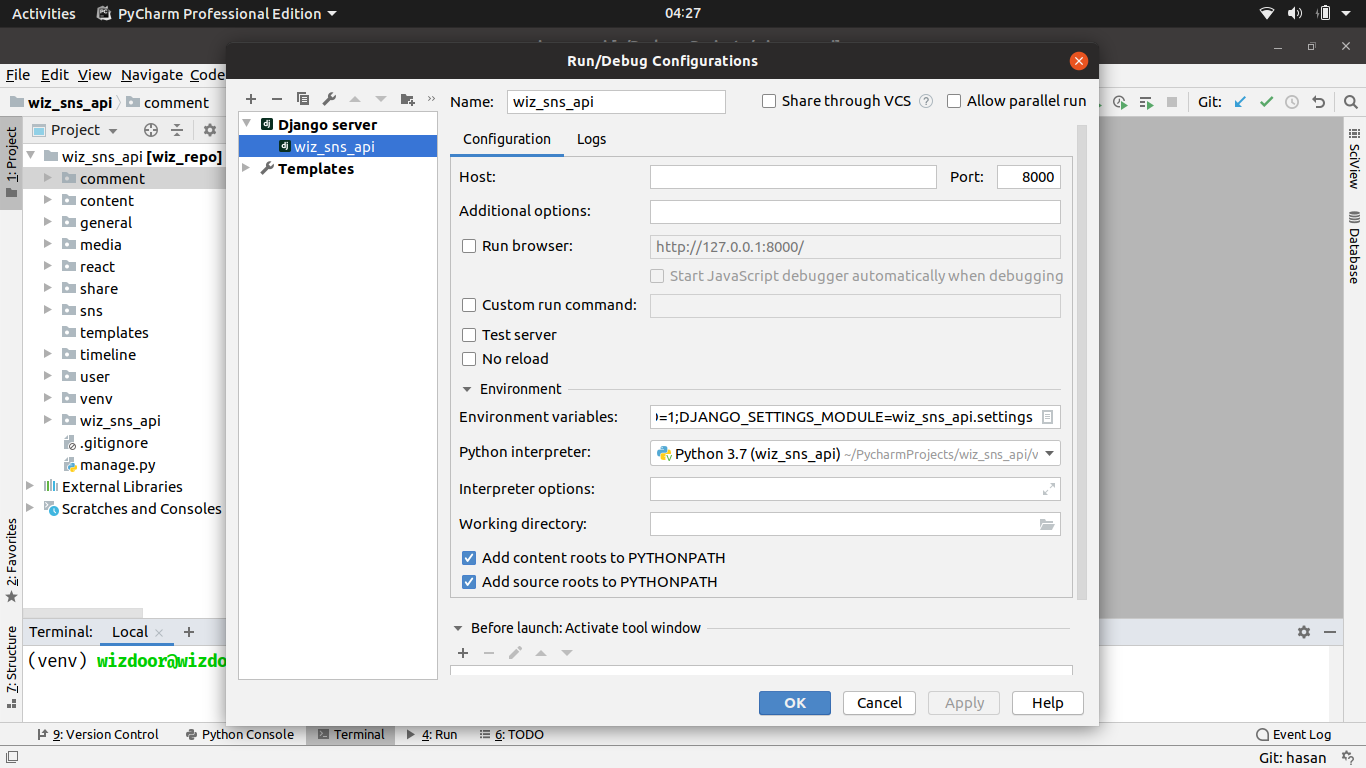 Activities PyCharm Professional Edition 04:27
Run/Debug Configurations
File Edit View Navigate Code
wiz_sns_api comment
Git:
Name: wiz_sns_api Share through VCS ? Allow parallel run
1: Project
Project
Django server
wiz_sns_api
Templates
Configuration Logs
wiz_sns_api [wiz_repo]
comment
content
general
media
react
share
sns
templates
timeline
user
venv
wiz_sns_api
.gitignore
manage.py
External Libraries
Scratches and Consoles
Host: Port: 8000
Additional options:
Run browser: http://127.0.0.1:8000/
Start JavaScript debugger automatically when debugging
Custom run command:
Test server
No reload
Environment
Environment variables: =1;DJANGO_SETTINGS_MODULE=wiz_sns_api.settings
Python interpreter: Python 3.7 (wiz_sns_api) ~/PycharmProjects/wiz_sns_api/v
Interpreter options:
Working directory:
Add content roots to PYTHONPATH
Add source roots to PYTHONPATH
Before launch: Activate tool window
OK Cancel Apply Help
SciView
Database
2: Favorites
7: Structure
Terminal: Local
(venv) wizdoor@wizdo
9: Version Control Python Console Terminal 4: Run 6: TODO Event Log
Git: hasan